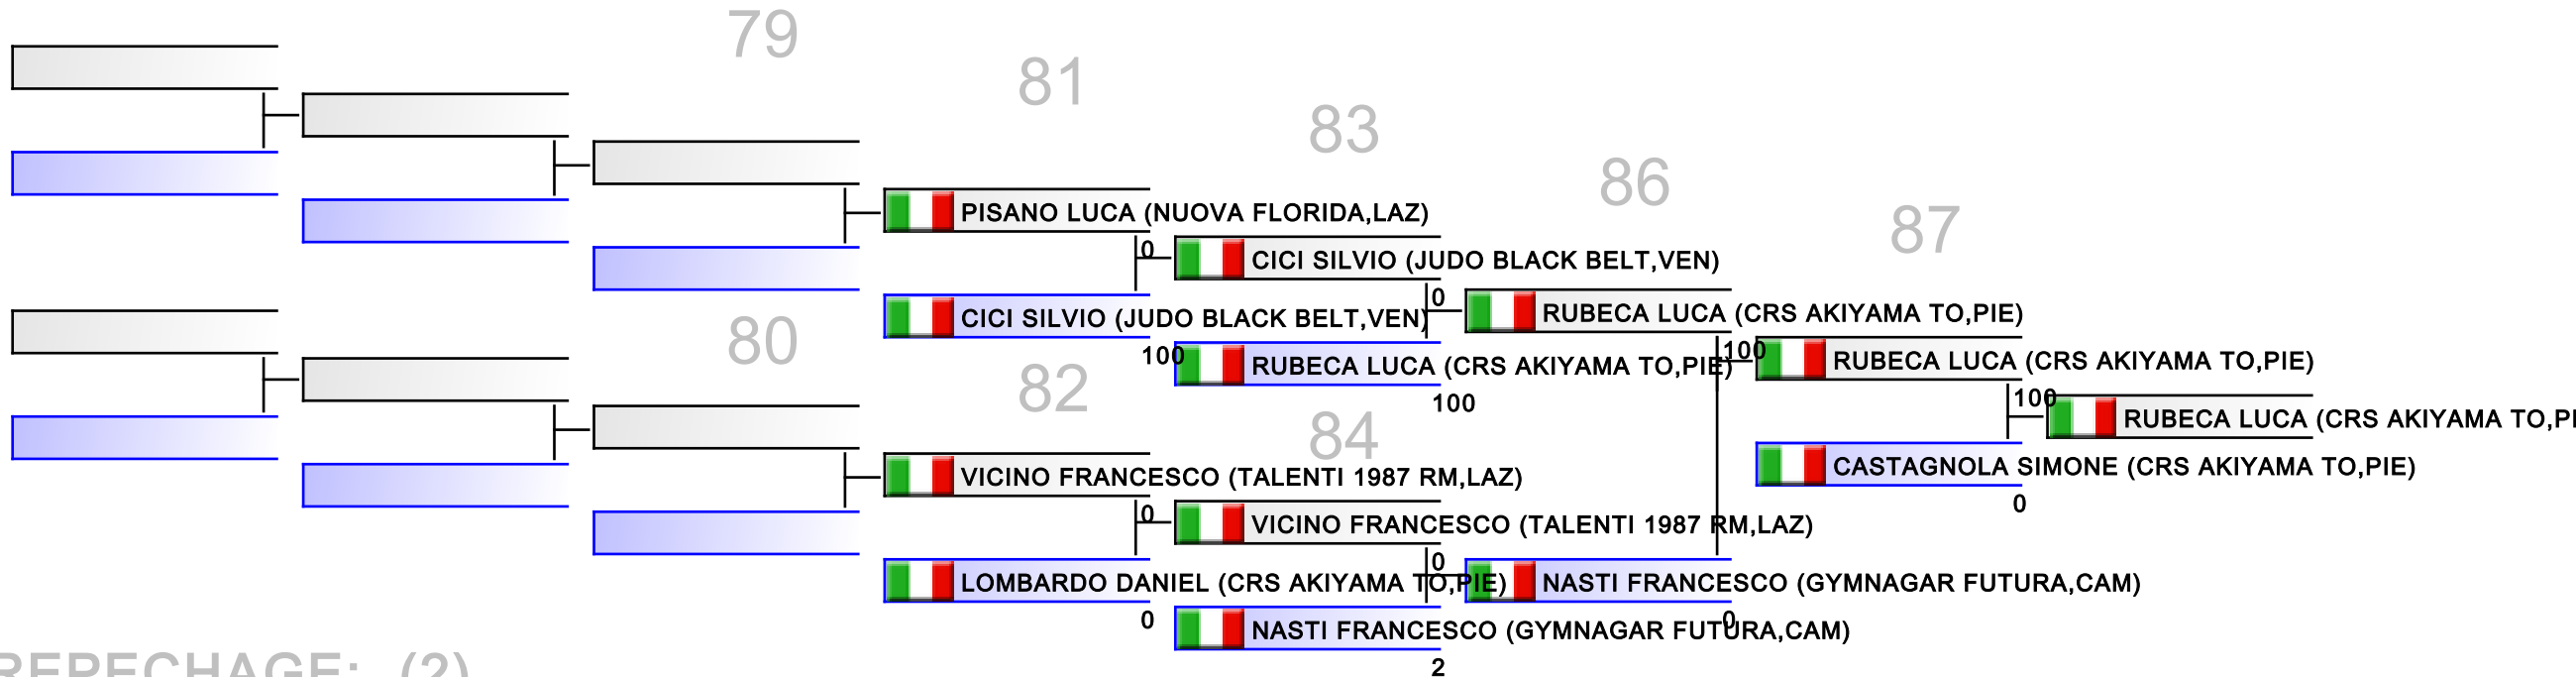 79
81
83
86
87
PISANO LUCA (NUOVA FLORIDA,LAZ)
0
CICI SILVIO (JUDO BLACK BELT,VEN)
0
CICI SILVIO (JUDO BLACK BELT,VEN)
RUBECA LUCA (CRS AKIYAMA TO,PIE)
80
100
100
RUBECA LUCA (CRS AKIYAMA TO,PIE)
RUBECA LUCA (CRS AKIYAMA TO,PIE)
82
100
100
RUBECA LUCA (CRS AKIYAMA TO,PI
84
VICINO FRANCESCO (TALENTI 1987 RM,LAZ)
CASTAGNOLA SIMONE (CRS AKIYAMA TO,PIE)
0
0
VICINO FRANCESCO (TALENTI 1987 RM,LAZ)
0
LOMBARDO DANIEL (CRS AKIYAMA TO,PIE)
NASTI FRANCESCO (GYMNAGAR FUTURA,CAM)
0
0
NASTI FRANCESCO (GYMNAGAR FUTURA,CAM)
2
REPECHAGE: (2)